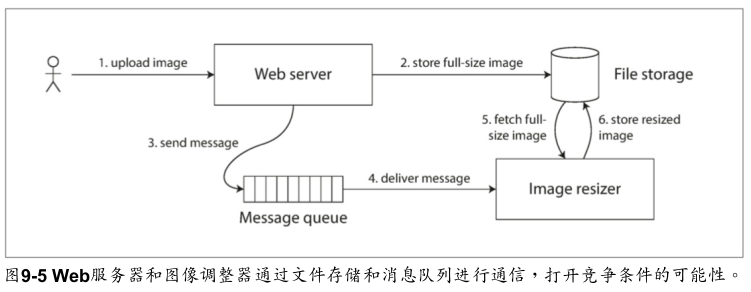 1. upload image
Web server
2. store full-size image
File storage
3. send message
5. fetch full-
size image
6. store resized
image
4. deliver message
Message queue
Image resizer
图9-5 Web服务器和图像调整器通过文件存储和消息队列进行通信，打开竞争条件的可能性。